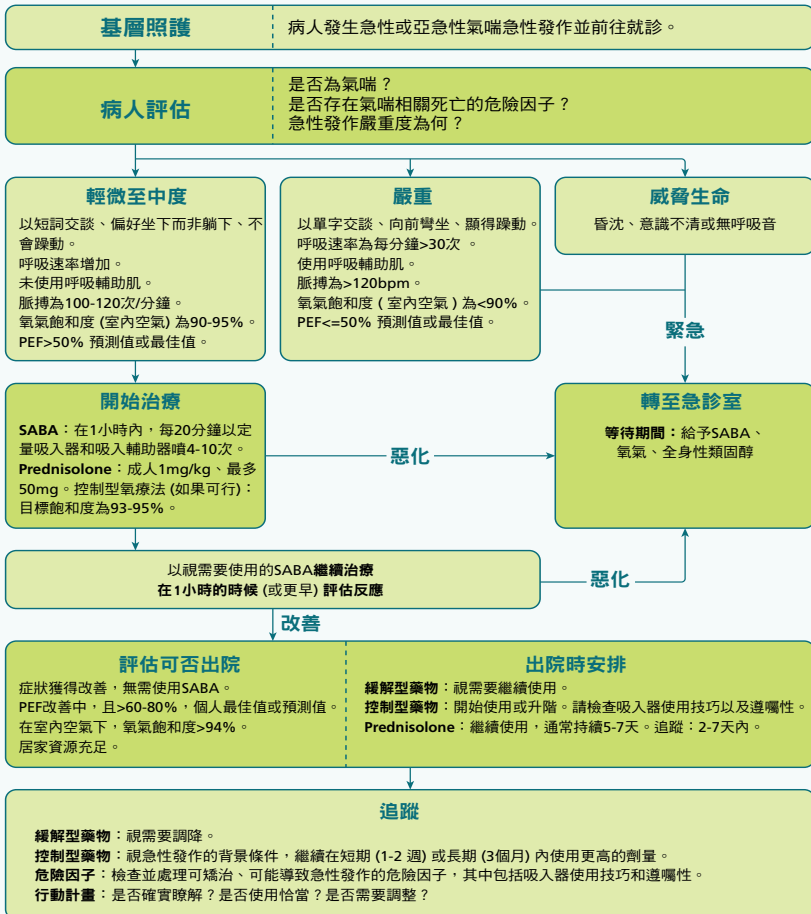 基層照護
病人發生急性或亞急性氣喘急性發作並前往就診。
病人評估
是否為氣喘？
是否存在氣喘相關死亡的危險因子？
急性發作嚴重度為何？
輕微至中度
以短詞交談、偏好坐下而非躺下、不
會躁動。
呼吸速率增加。
未使用呼吸輔助肌。
脈搏為100-120次/分鐘。
氧氣飽和度 (室內空氣) 為90-95%。
PEF>50% 預測值或最佳值。
嚴重
以單字交談、向前彎坐、顯得躁動。
呼吸速率為每分鐘>30次 。
使用呼吸輔助肌。
脈搏為>120bpm。
氧氣飽和度 ( 室內空氣 ) 為<90%。
PEF<=50% 預測值或最佳值。
威脅生命
昏沈、意識不清或無呼吸音
緊急
開始治療
SABA：在1小時內，每20分鐘以定
量吸入器和吸入輔助器噴4-10次。
Prednisolone：成人1mg/kg、最多
50mg。控制型氧療法 (如果可行)：
目標飽和度為93-95%。
惡化
轉至急診室
等待期間：給予SABA、
氧氣、全身性類固醇
以視需要使用的SABA繼續治療
在1小時的時候 (或更早) 評估反應
惡化
改善
評估可否出院
症狀獲得改善，無需使用SABA。
PEF改善中，且>60-80%，個人最佳值或預測值。
在室內空氣下，氧氣飽和度>94%。
居家資源充足。
出院時安排
緩解型藥物：視需要繼續使用。
控制型藥物：開始使用或升階。請檢查吸入器使用技巧以及遵囑性。
Prednisolone：繼續使用，通常持續5-7天。追蹤：2-7天內。
追蹤
緩解型藥物：視需要調降。
控制型藥物：視急性發作的背景條件，繼續在短期 (1-2 週) 或長期 (3個月) 內使用更高的劑量。
危險因子：檢查並處理可矯治、可能導致急性發作的危險因子，其中包括吸入器使用技巧和遵囑性。
行動計畫：是否確實瞭解？是否使用恰當？是否需要調整？